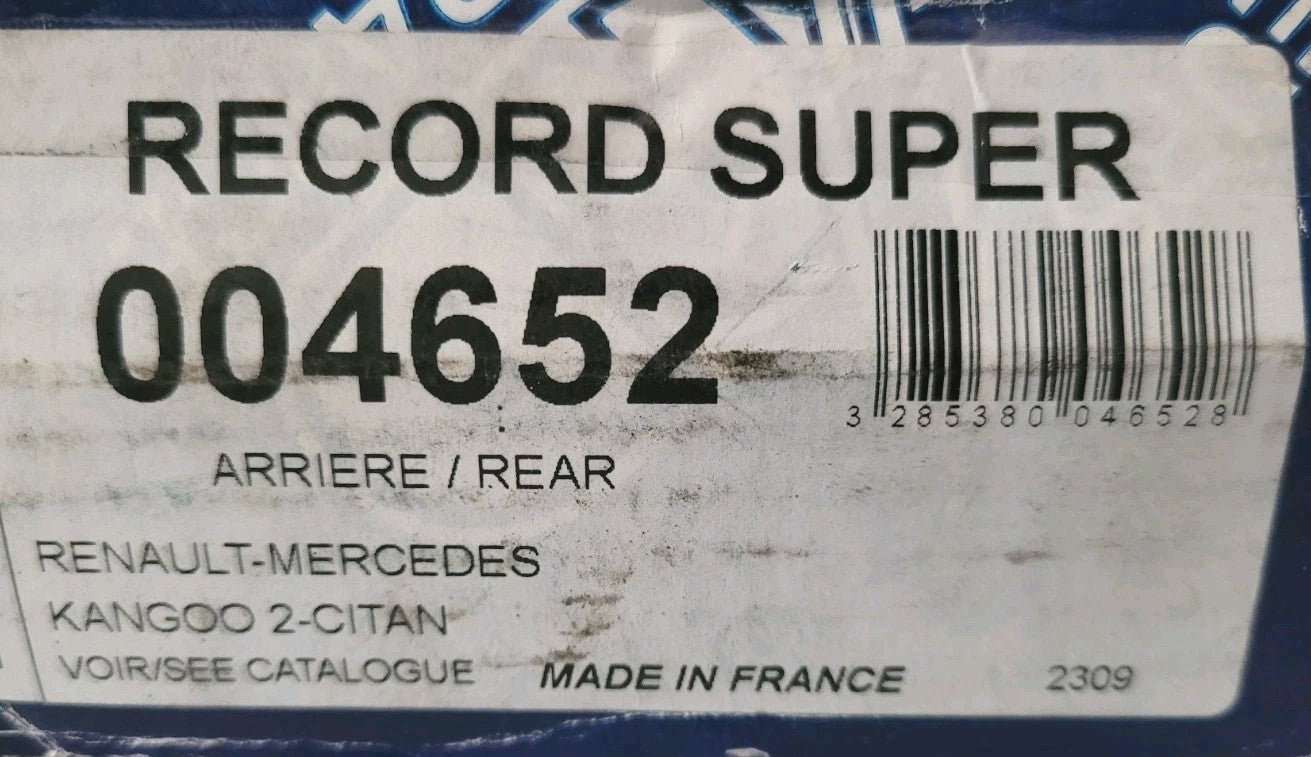 RECORD SUPER
004652
3 285380 046528
ARRIERE / REAR
RENAULT-MERCEDES
KANGOO 2-CITAN
VOIR/SEE CATALOGUE
MADE IN FRANCE
2309